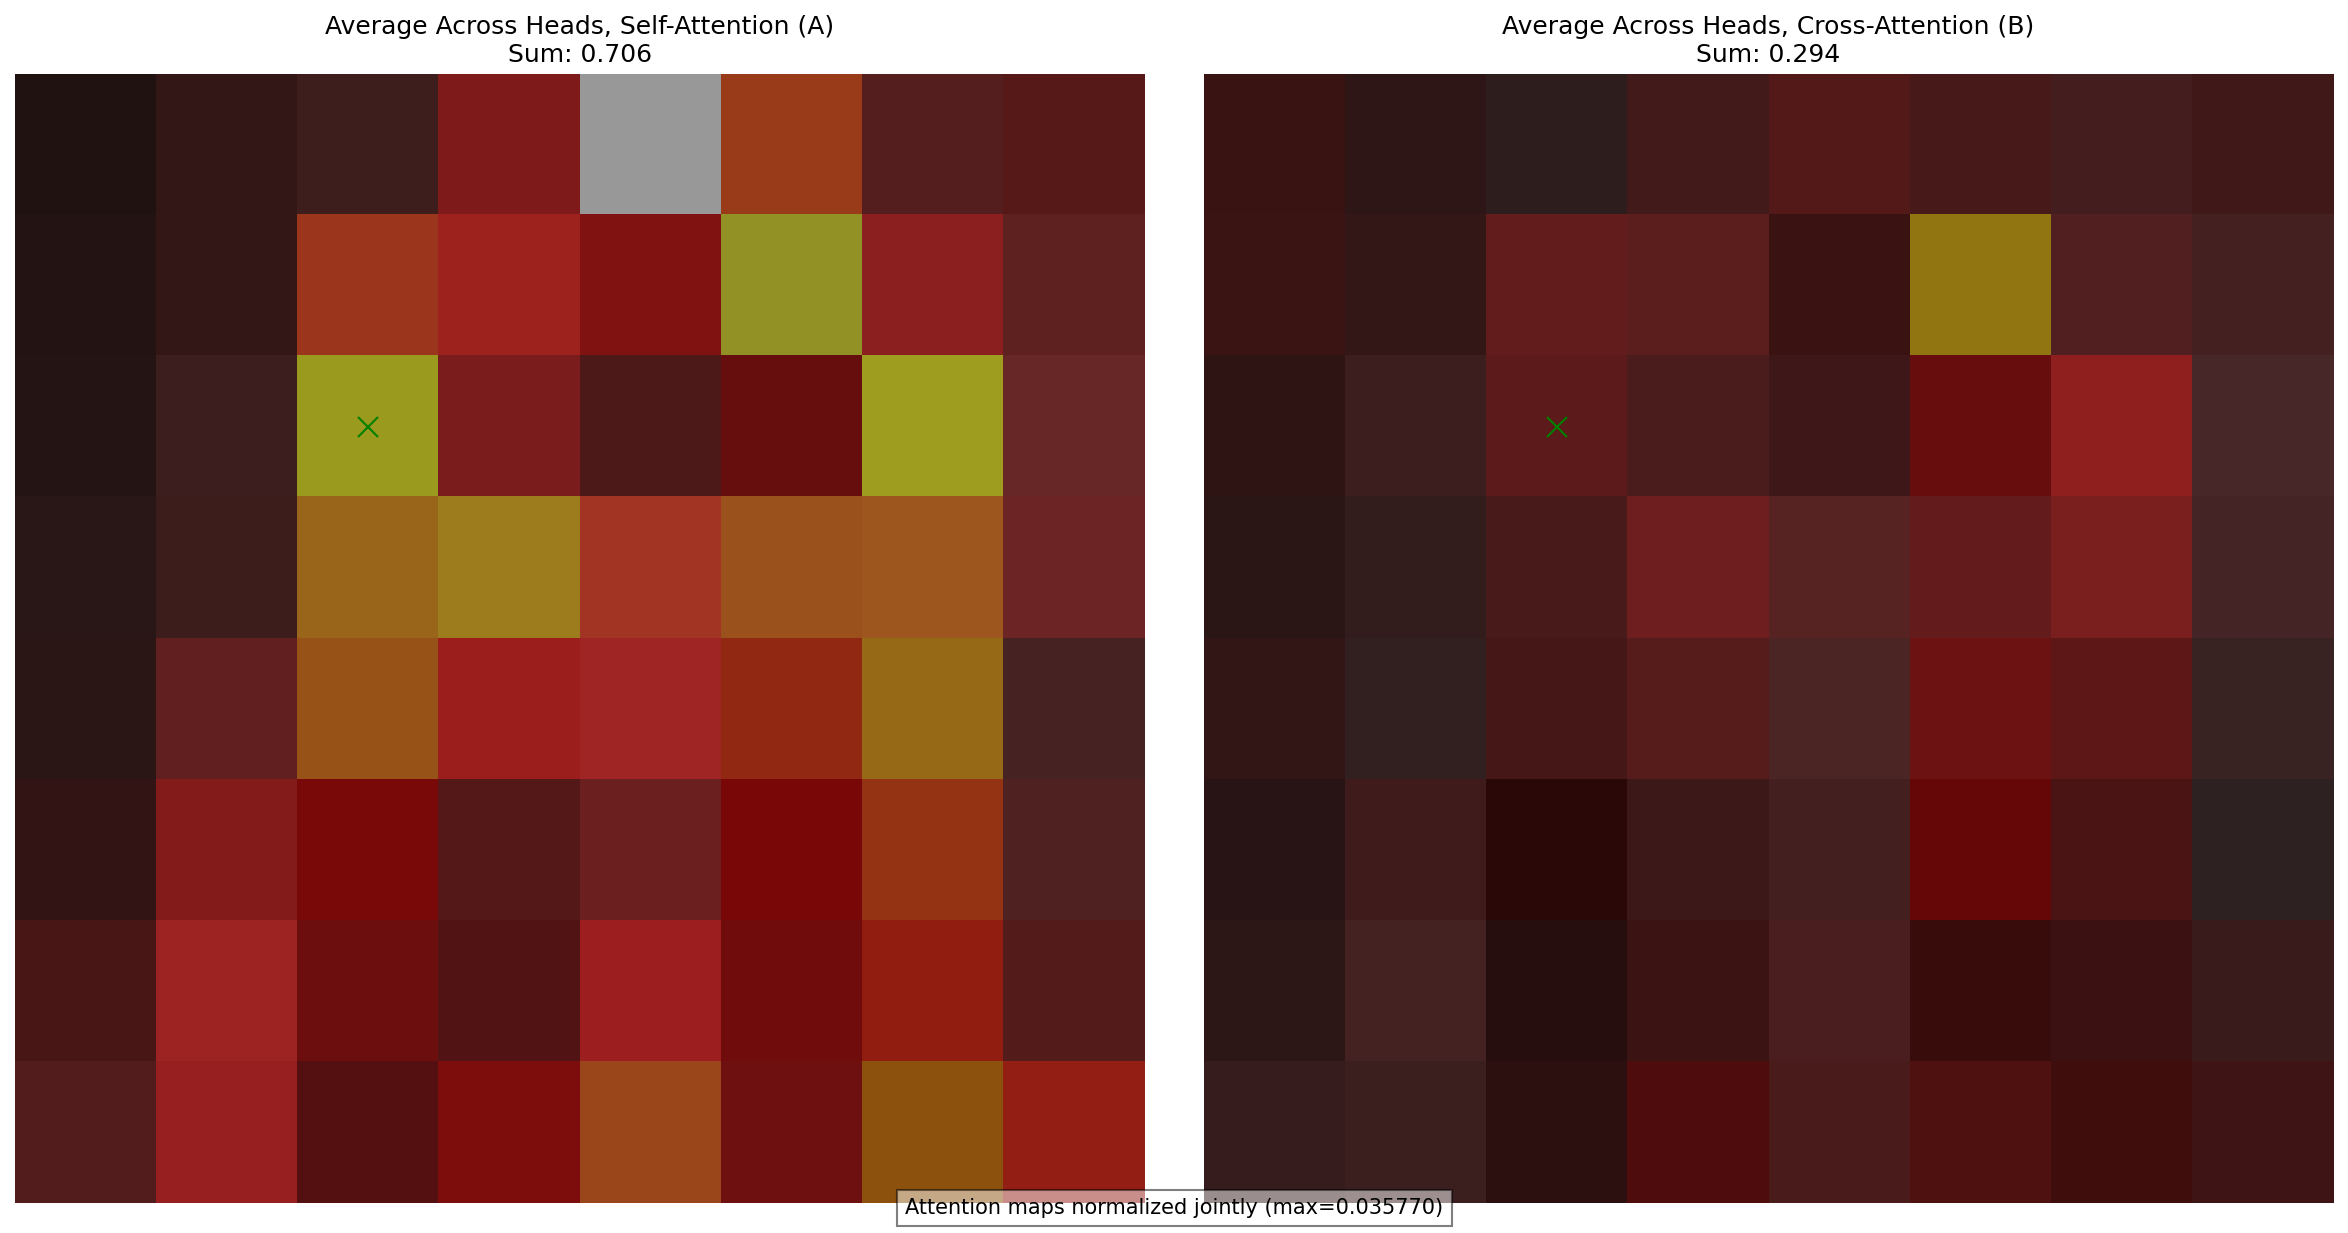 Average Across Heads, Self-Attention (A)
Sum: 0.706
Average Across Heads, Cross-Attention (B)
Sum: 0.294
Attention maps normalized jointly (max=0.035770)